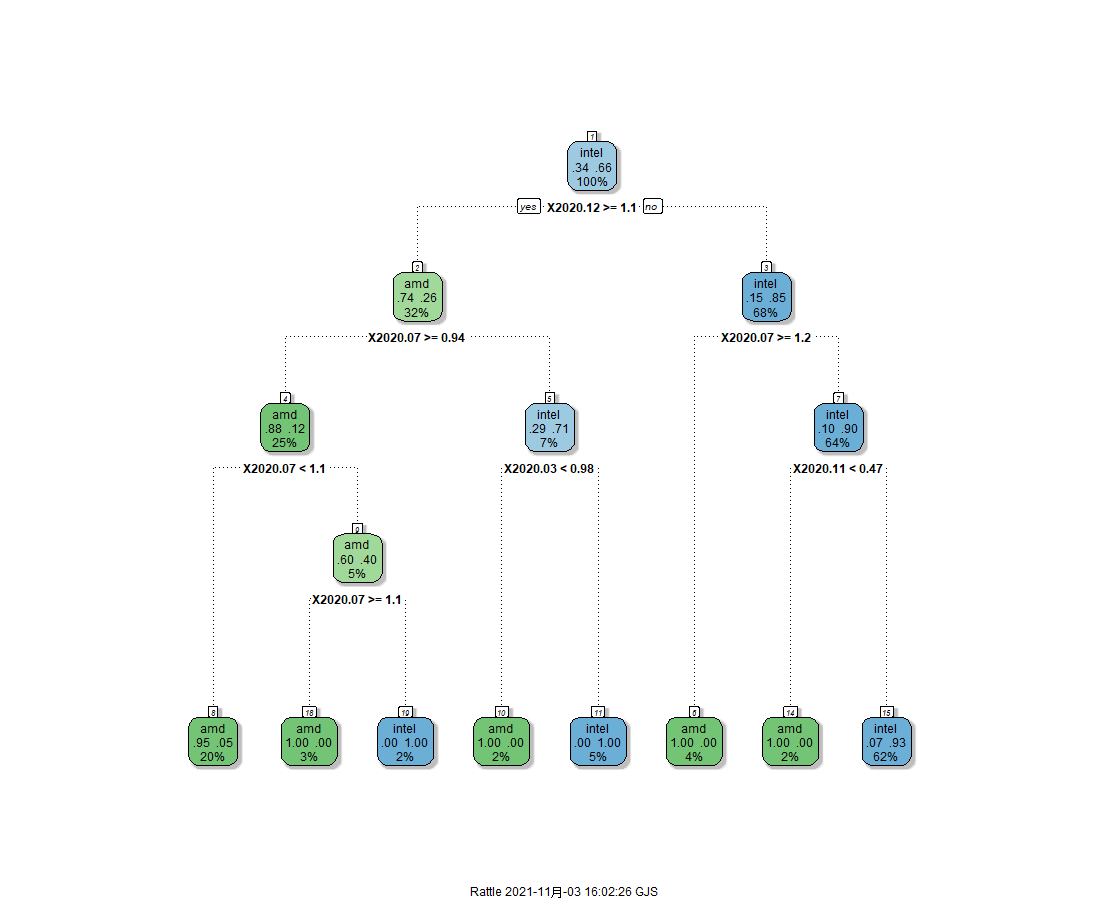 1
intel
.34 .66
100%
yes X2020.12 >= 1.1 no
2
amd
.74 .26
32%
3
intel
.15 .85
68%
X2020.07 >= 0.94
X2020.07 >= 1.2
4
amd
.88 .12
25%
5
intel
.29 .71
7%
7
intel
.10 .90
64%
X2020.07 < 1.1
X2020.03 < 0.98
X2020.11 < 0.47
9
amd
.60 .40
5%
X2020.07 >= 1.1
8
amd
.95 .05
20%
18
amd
1.00 .00
3%
19
intel
.00 1.00
2%
10
amd
1.00 .00
2%
11
intel
.00 1.00
5%
6
amd
1.00 .00
4%
14
amd
1.00 .00
2%
15
intel
.07 .93
62%
Rattle 2021-11月-03 16:02:26 GJS